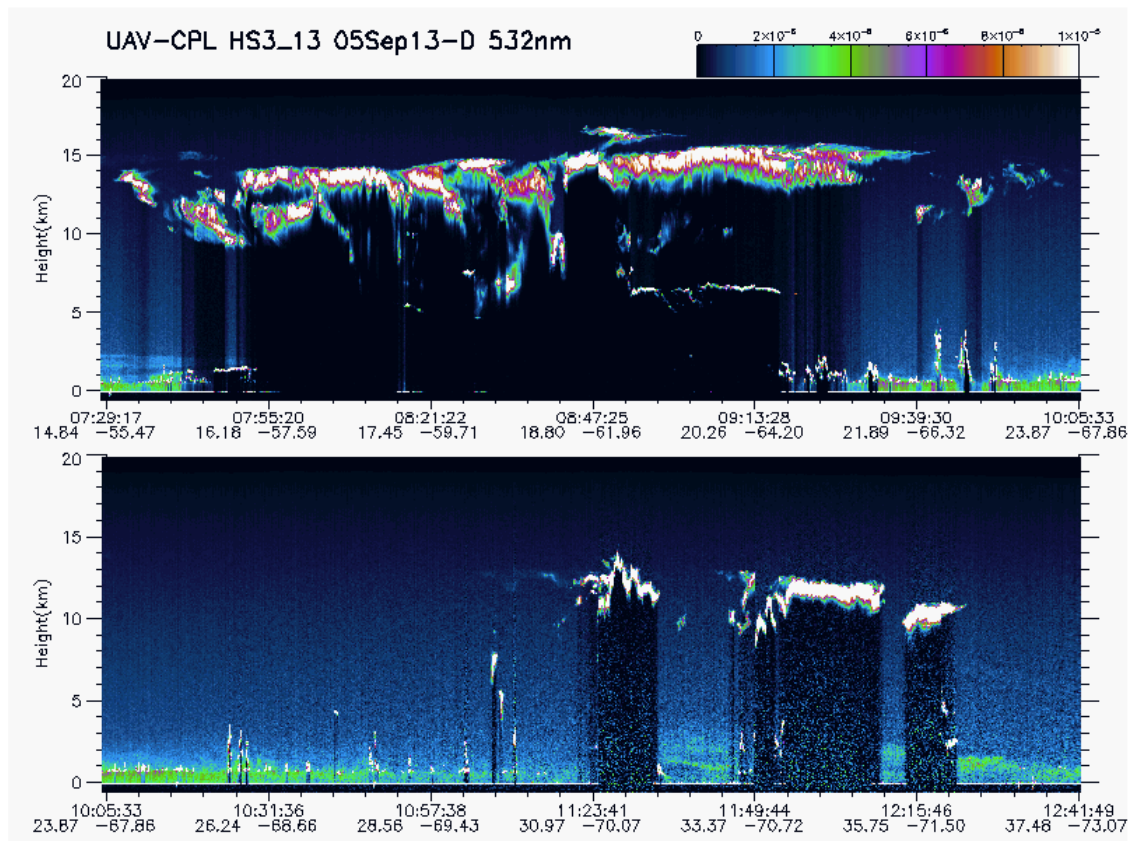 UAV-CPL HS3_13 05Sep13-D 532nm
0 2×10⁻⁶ 4×10⁻⁶ 6×10⁻⁶ 8×10⁻⁶ 1×10⁻⁵
20
15
10
5
0
Height(km)
07:29:17 07:55:20 08:21:22 08:47:25 09:13:28 09:39:30 10:05:33
14.84 -55.47 16.18 -57.59 17.45 -59.71 18.80 -61.96 20.26 -64.20 21.89 -66.32 23.87 -67.86
20
15
10
5
0
Height(km)
10:05:33 10:31:36 10:57:38 11:23:41 11:49:44 12:15:46 12:41:49
23.87 -67.86 26.24 -68.66 28.56 -69.43 30.97 -70.07 33.37 -70.72 35.75 -71.50 37.48 -73.07